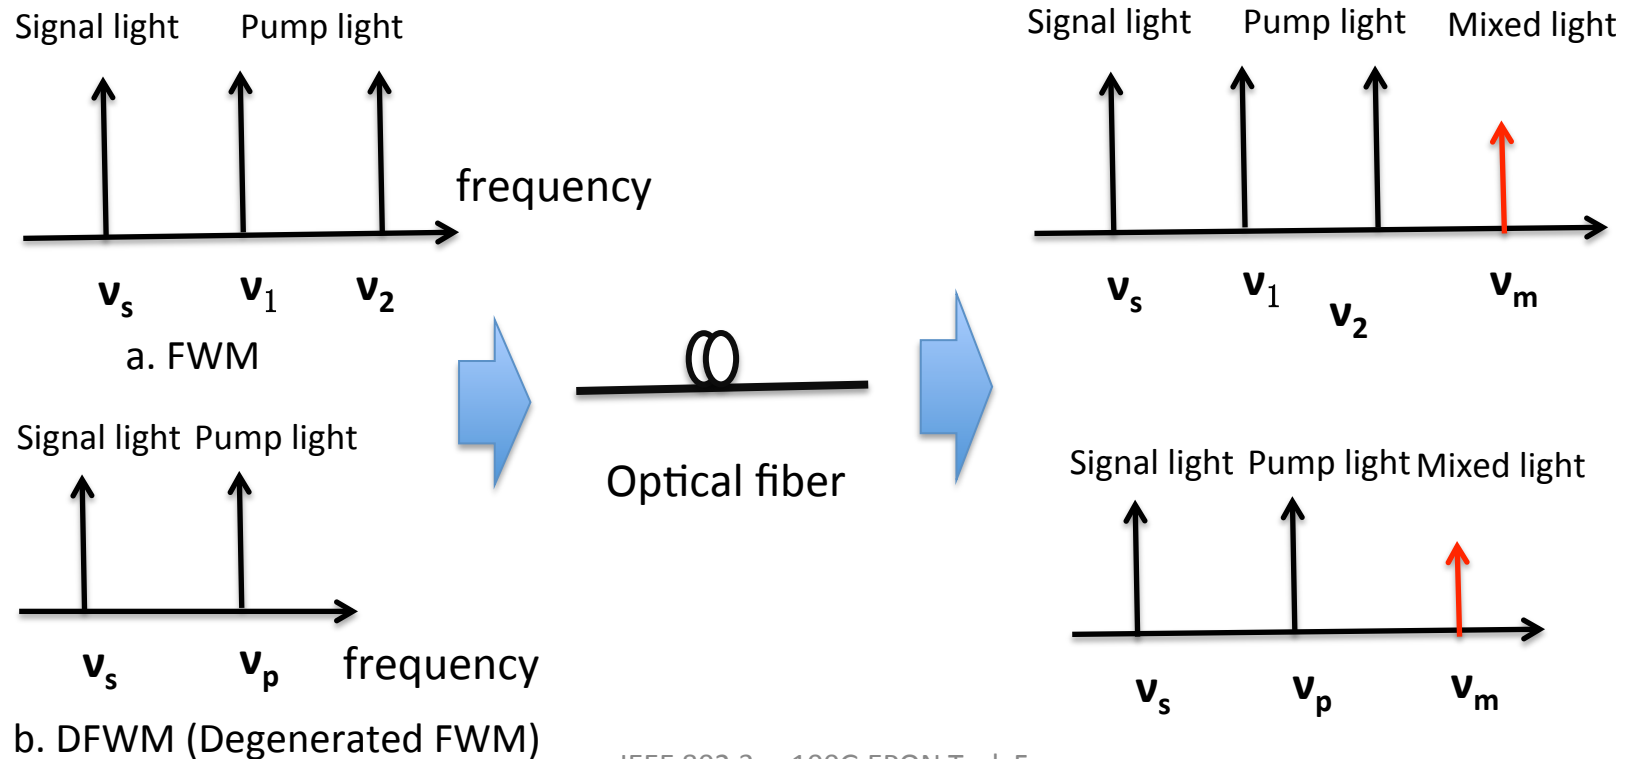 Signal light Pump light
frequency
νs ν1 ν2
a. FWM
Signal light Pump light
νs νp frequency
b. DFWM (Degenerated FWM)
Optical fiber
Signal light Pump light Mixed light
νs ν1 ν2 νm
Signal light Pump light Mixed light
νs νp νm